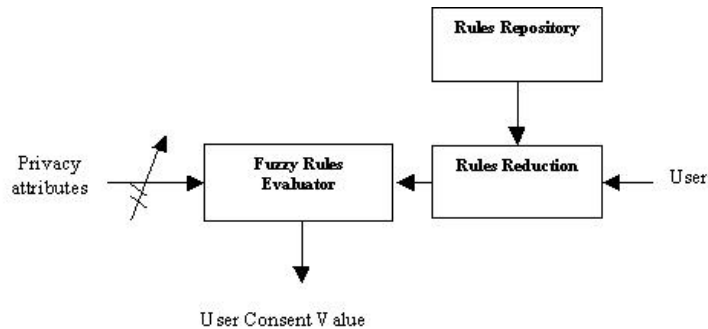 Rules Repository
Privacy
attributes
Fuzzy Rules
Evaluator
Rules Reduction
User
User Consent Value